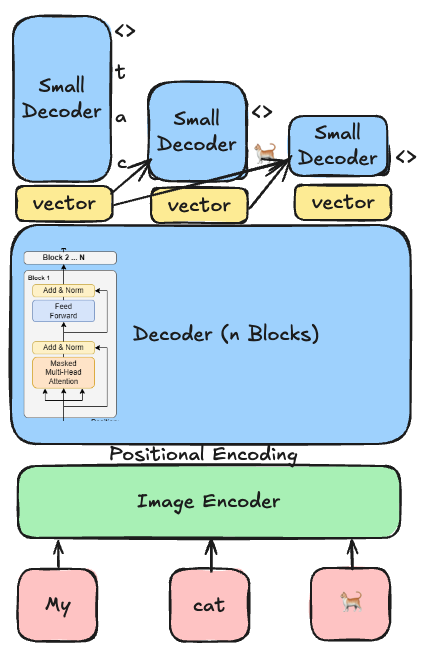 <>
t
a
c
Small
Decoder
<>
Small
Decoder
<>
Small
Decoder
vector
vector
vector
Block 2 ... N
Block 1
Add & Norm
Feed
Forward
Add & Norm
Masked
Multi-Head
Attention
Decoder (n Blocks)
Positional Encoding
Image Encoder
My
cat